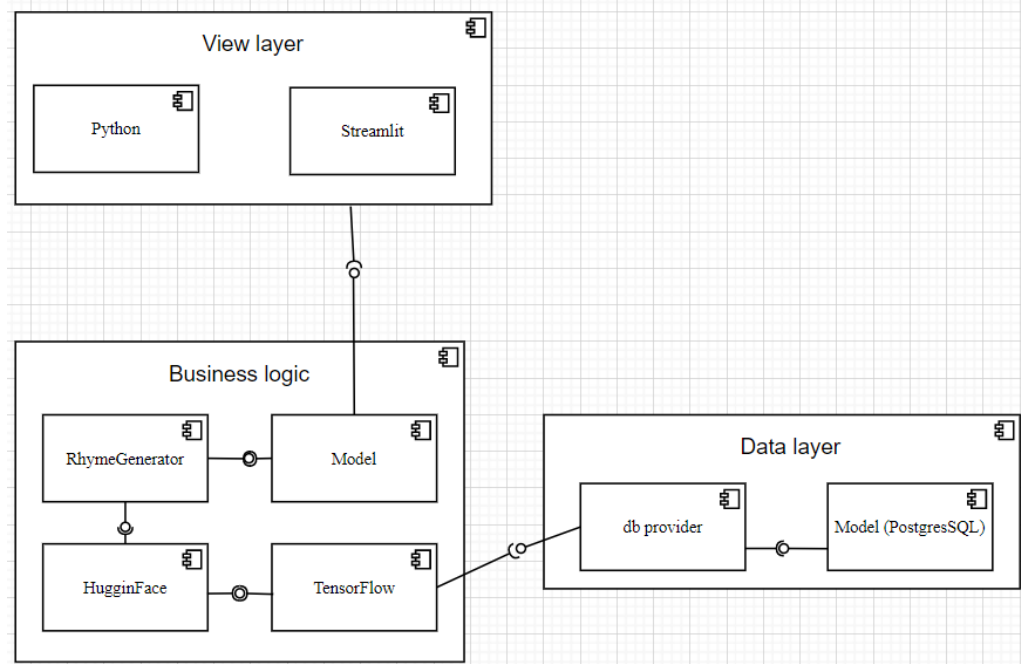 View layer
Python
Streamlit
Business logic
RhymeGenerator
Model
HugginFace
TensorFlow
Data layer
db provider
Model (PostgresSQL)